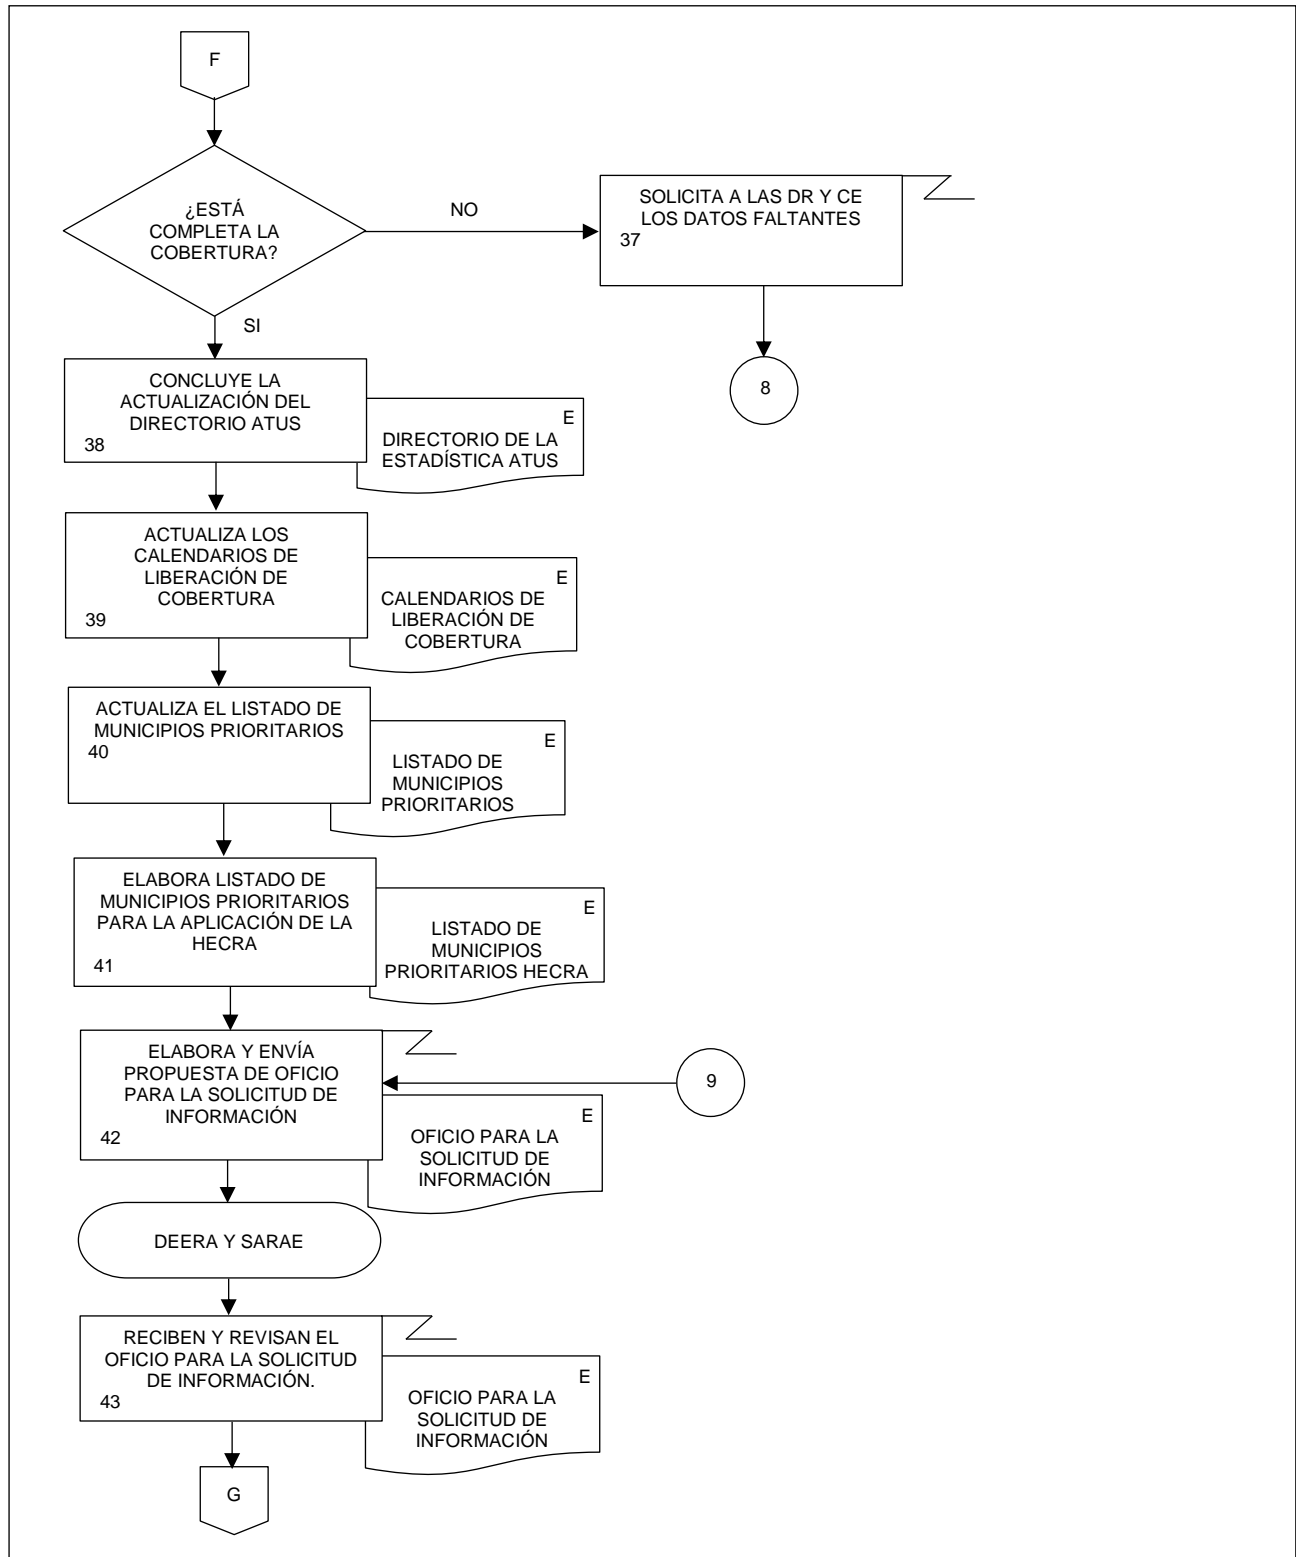 F
¿ESTÁ
COMPLETA LA
COBERTURA?
NO
SOLICITA A LAS DR Y CE
LOS DATOS FALTANTES
37
8
SI
CONCLUYE LA
ACTUALIZACIÓN DEL
DIRECTORIO ATUS
38
E
DIRECTORIO DE LA
ESTADÍSTICA ATUS
ACTUALIZA LOS
CALENDARIOS DE
LIBERACIÓN DE
COBERTURA
39
E
CALENDARIOS DE
LIBERACIÓN DE
COBERTURA
ACTUALIZA EL LISTADO DE
MUNICIPIOS PRIORITARIOS
40
E
LISTADO DE
MUNICIPIOS
PRIORITARIOS
ELABORA LISTADO DE
MUNICIPIOS PRIORITARIOS
PARA LA APLICACIÓN DE LA
HECRA
41
E
LISTADO DE
MUNICIPIOS
PRIORITARIOS HECRA
ELABORA Y ENVÍA
PROPUESTA DE OFICIO
PARA LA SOLICITUD DE
INFORMACIÓN
42
9
E
OFICIO PARA LA
SOLICITUD DE
INFORMACIÓN
DEERA Y SARAE
RECIBEN Y REVISAN EL
OFICIO PARA LA SOLICITUD
DE INFORMACIÓN.
43
E
OFICIO PARA LA
SOLICITUD DE
INFORMACIÓN
G